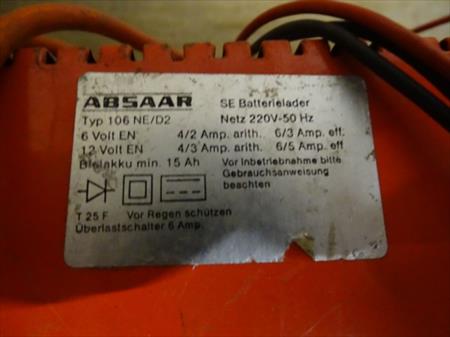 ABSAAR SE Batterielader
Typ 106 NE/D2 Netz 220V-50 Hz
6 Volt EN 4/2 Amp. arith. 6/3 Amp. eff.
12 Volt EN 4/3 Amp. arith. 6/5 Amp. eff
Bleiakku min. 15 Ah Vor Inbetriebnahme bitte
Gebrauchsanweisung
beachten
T 25 F Vor Regen schützen
Überlastschalter 6 Amp.